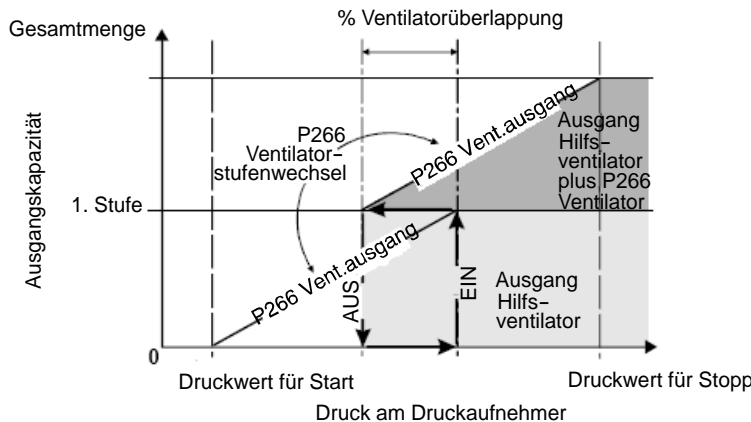 % Ventilatorüberlappung
Gesamtmenge
Ausgangskapazität
P266
Ventilator-
stufenwechsel
P266 Vent.ausgang
Ausgang
Hilfs-
ventilator
plus P266
Ventilator
1. Stufe
P266 Vent.ausgang
AUS
EIN
Ausgang
Hilfs-
ventilator
0
Druckwert für Start
Druckwert für Stopp
Druck am Druckaufnehmer